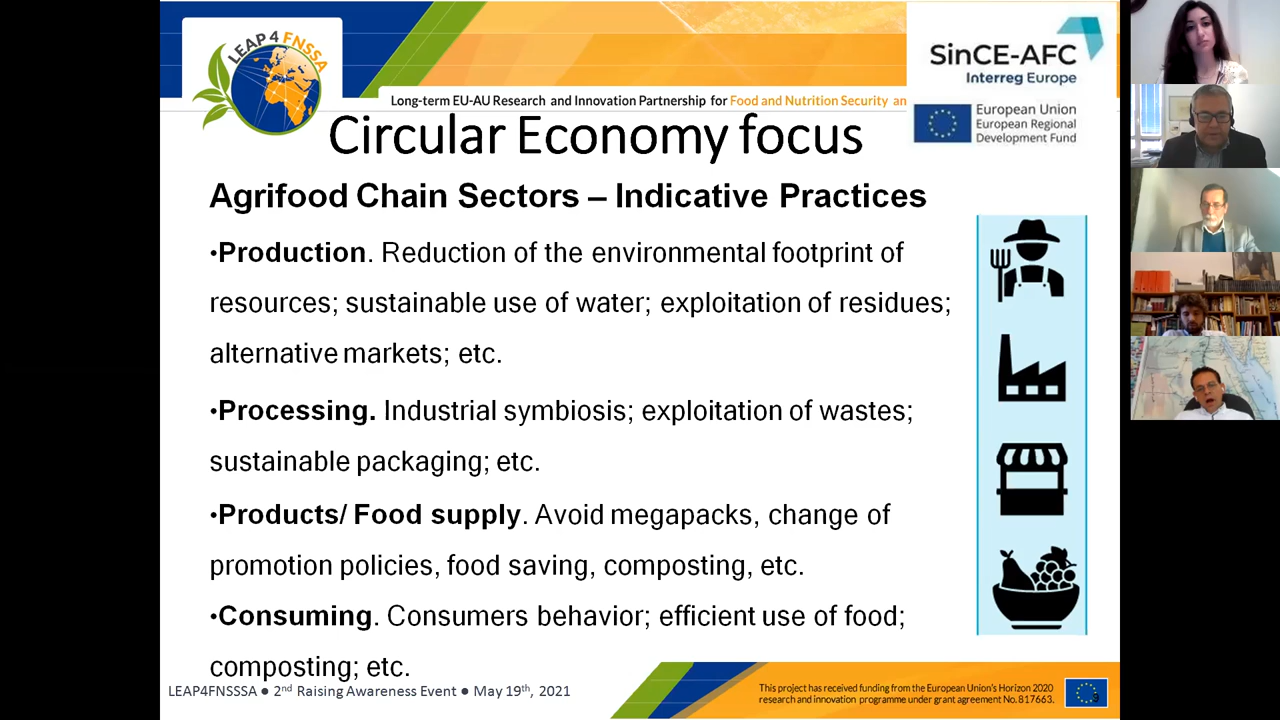 LEAP 4 FNSSA
SinCE-AFC
Interreg Europe
Long-term EU-AU Research and Innovation Partnership for Food and Nutrition Security an
European Union
European Regional
Development Fund
Circular Economy focus
Agrifood Chain Sectors – Indicative Practices
•Production. Reduction of the environmental footprint of
resources; sustainable use of water; exploitation of residues;
alternative markets; etc.
•Processing. Industrial symbiosis; exploitation of wastes;
sustainable packaging; etc.
•Products/ Food supply. Avoid megapacks, change of
promotion policies, food saving, composting, etc.
•Consuming. Consumers behavior; efficient use of food;
composting; etc.
LEAP4FNSSSA ● 2nd Raising Awareness Event ● May 19th, 2021
This project has received funding from the European Union's Horizon 2020
research and innovation programme under grant agreement No.817663.